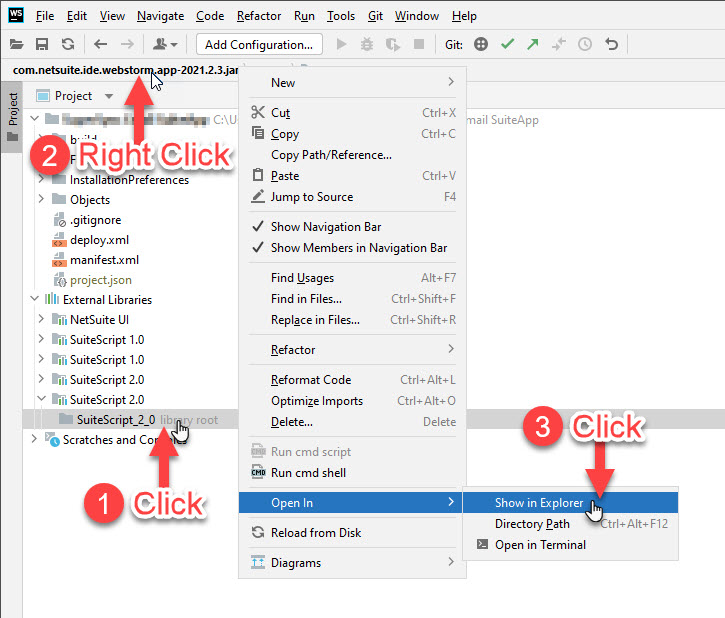 WS File Edit View Navigate Code Refactor Run Tools Git Window Help
Add Configuration... Git:
com.netsuite.ide.webstorm.app-2021.2.3.jar
Project
Project
C:\U
mail SuiteApp
2 Right Click
InstallationPreferences
Objects
.gitignore
deploy.xml
manifest.xml
project.json
External Libraries
NetSuite UI
SuiteScript 1.0
SuiteScript 1.0
SuiteScript 2.0
SuiteScript 2.0
SuiteScript_2_0 library root
Scratches and Consoles
1 Click
New
Cut Ctrl+X
Copy Ctrl+C
Copy Path/Reference...
Paste Ctrl+V
Jump to Source F4
Show Navigation Bar
Show Members in Navigation Bar
Find Usages Alt+F7
Find in Files... Ctrl+Shift+F
Replace in Files... Ctrl+Shift+R
Refactor
Reformat Code Ctrl+Alt+L
Optimize Imports Ctrl+Alt+O
Delete... Delete
Run cmd script
CMD Run cmd shell
Open In
Reload from Disk
Diagrams
3 Click
Show in Explorer
Directory Path Ctrl+Alt+F12
Open in Terminal